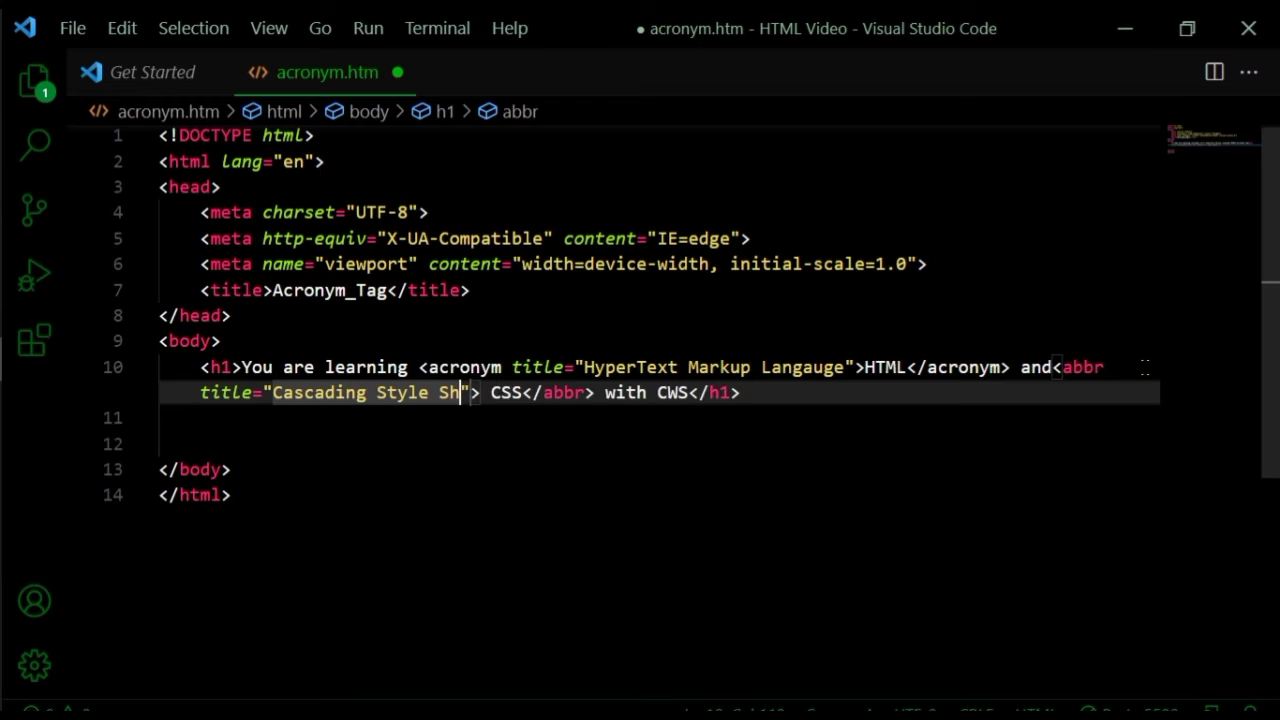 File Edit Selection View Go Run Terminal Help ● acronym.htm - HTML Video - Visual Studio Code
Get Started acronym.htm
1
acronym.htm > html > body > h1 > abbr
1 <!DOCTYPE html>
2 <html lang="en">
3 <head>
4 <meta charset="UTF-8">
5 <meta http-equiv="X-UA-Compatible" content="IE=edge">
6 <meta name="viewport" content="width=device-width, initial-scale=1.0">
7 <title>Acronym_Tag</title>
8 </head>
9 <body>
10 <h1>You are learning <acronym title="HyperText Markup Langauge">HTML</acronym> and<abbr
title="Cascading Style Sh"> CSS</abbr> with CWS</h1>
11
12
13 </body>
14 </html>